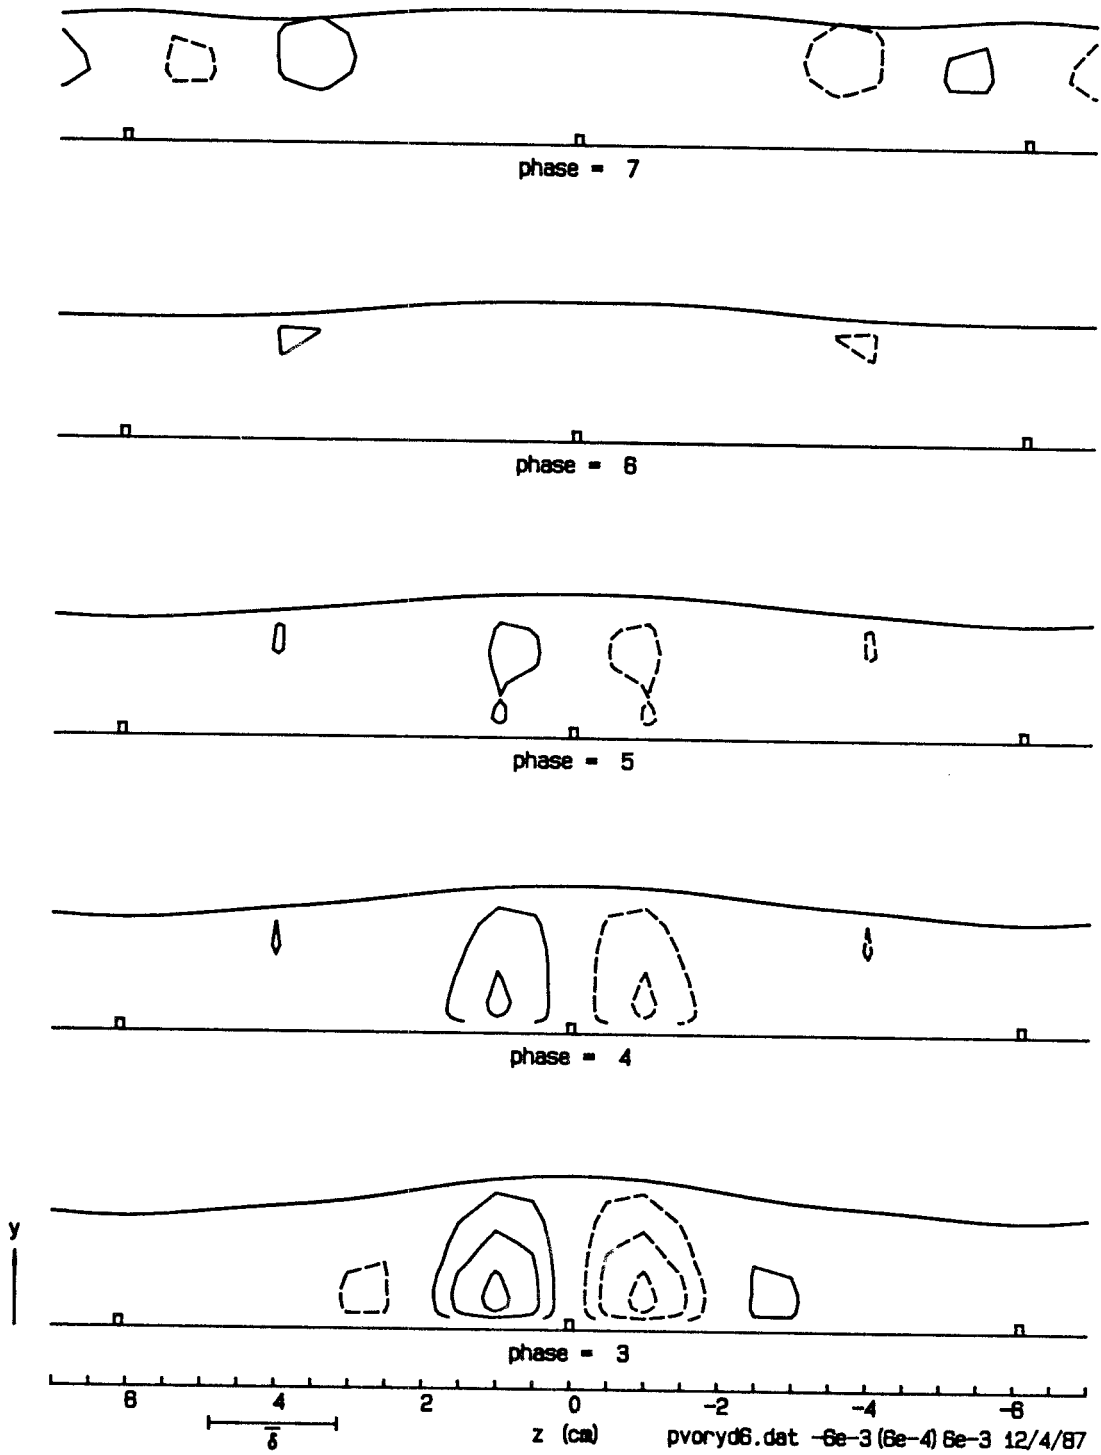 phase = 7
phase = 6
phase = 5
phase = 4
y
phase = 3
6 4 2 0 -2 -4 -6
δ̅ z (cm) pvoryd6.dat -6e-3 (6e-4) 6e-3 12/4/87